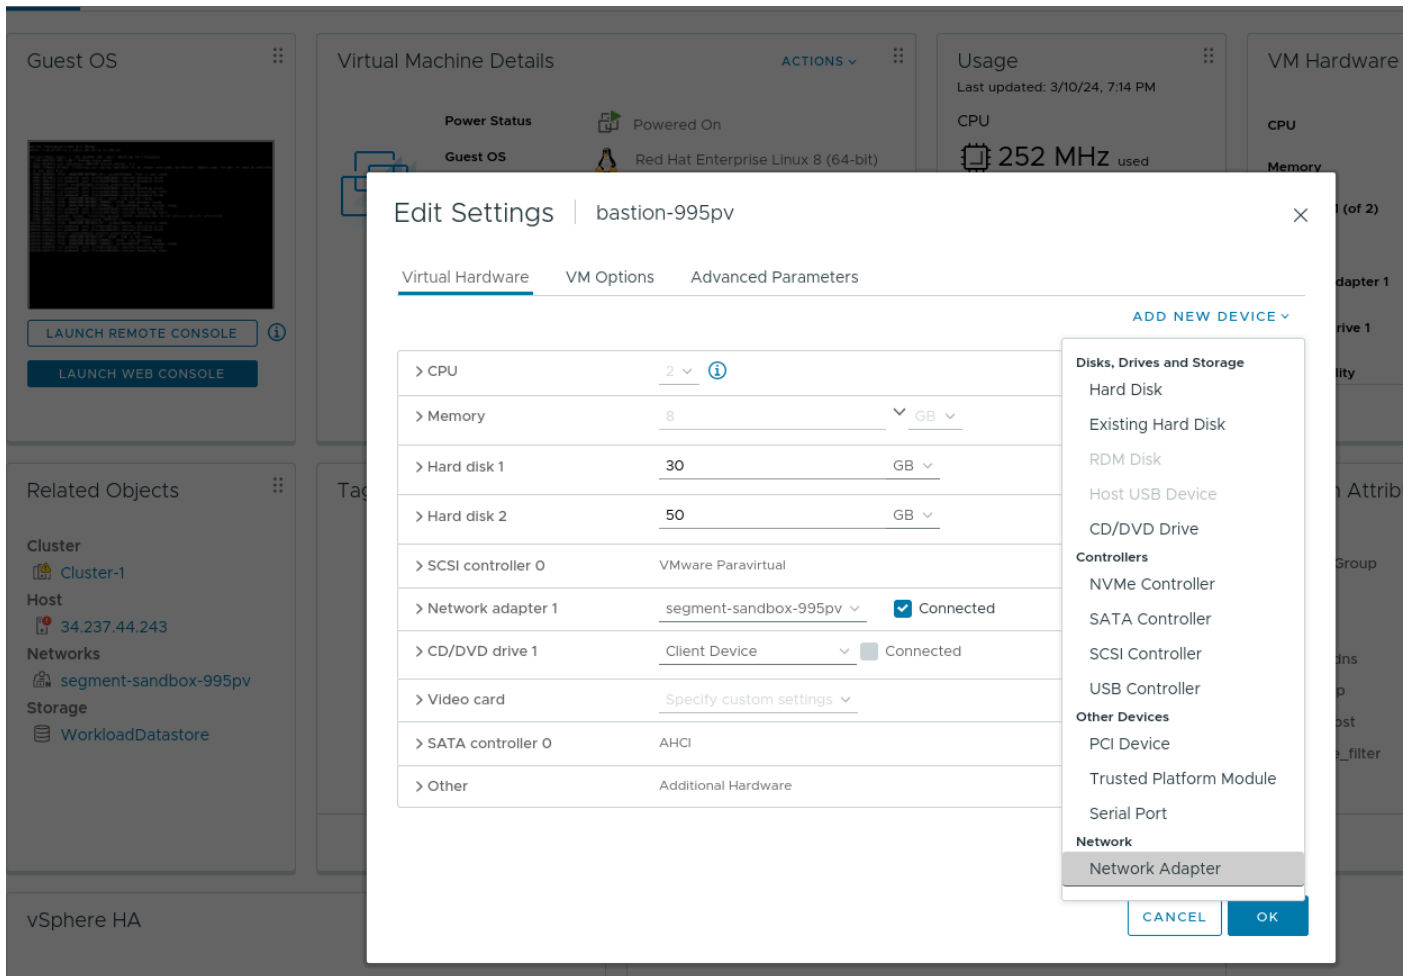 Guest OS
LAUNCH REMOTE CONSOLE
LAUNCH WEB CONSOLE
Virtual Machine Details
ACTIONS
Power Status
Powered On
Guest OS
Red Hat Enterprise Linux 8 (64-bit)
Usage
Last updated: 3/10/24, 7:14 PM
CPU
252 MHz used
VM Hardware
CPU
Memory
(of 2)
dapter 1
rive 1
lity
Edit Settings
bastion-995pv
Virtual Hardware
VM Options
Advanced Parameters
ADD NEW DEVICE
CPU
2
Memory
8
GB
Hard disk 1
30
GB
Hard disk 2
50
GB
SCSI controller 0
VMware Paravirtual
Network adapter 1
segment-sandbox-995pv
Connected
CD/DVD drive 1
Client Device
Connected
Video card
Specify custom settings
SATA controller 0
AHCI
Other
Additional Hardware
Disks, Drives and Storage
Hard Disk
Existing Hard Disk
RDM Disk
Host USB Device
CD/DVD Drive
Controllers
NVMe Controller
SATA Controller
SCSI Controller
USB Controller
Other Devices
PCI Device
Trusted Platform Module
Serial Port
Network
Network Adapter
CANCEL
OK
Related Objects
Cluster
Cluster-1
Host
34.237.44.243
Networks
segment-sandbox-995pv
Storage
WorkloadDatastore
Tag
Attrib
Group
dns
p
ost
e_filter
vSphere HA